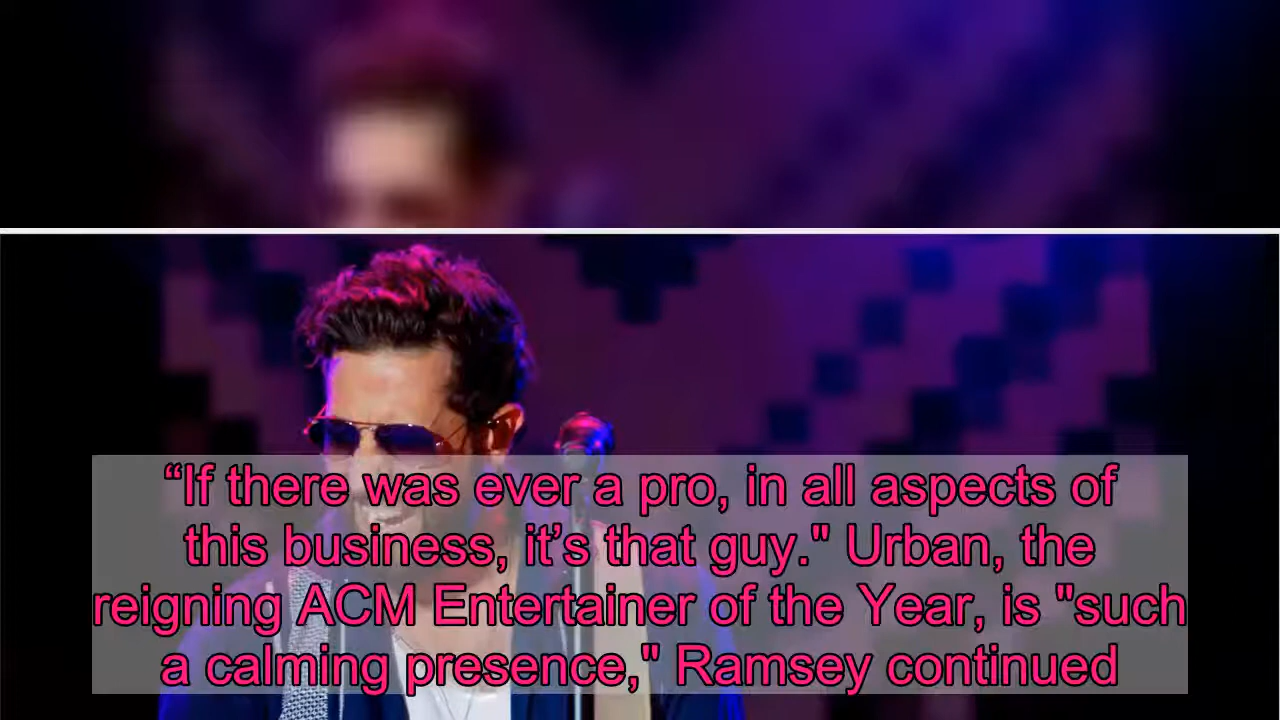 “If there was ever a pro, in all aspects of
this business, it’s that guy." Urban, the
reigning ACM Entertainer of the Year, is "such
a calming presence," Ramsey continued